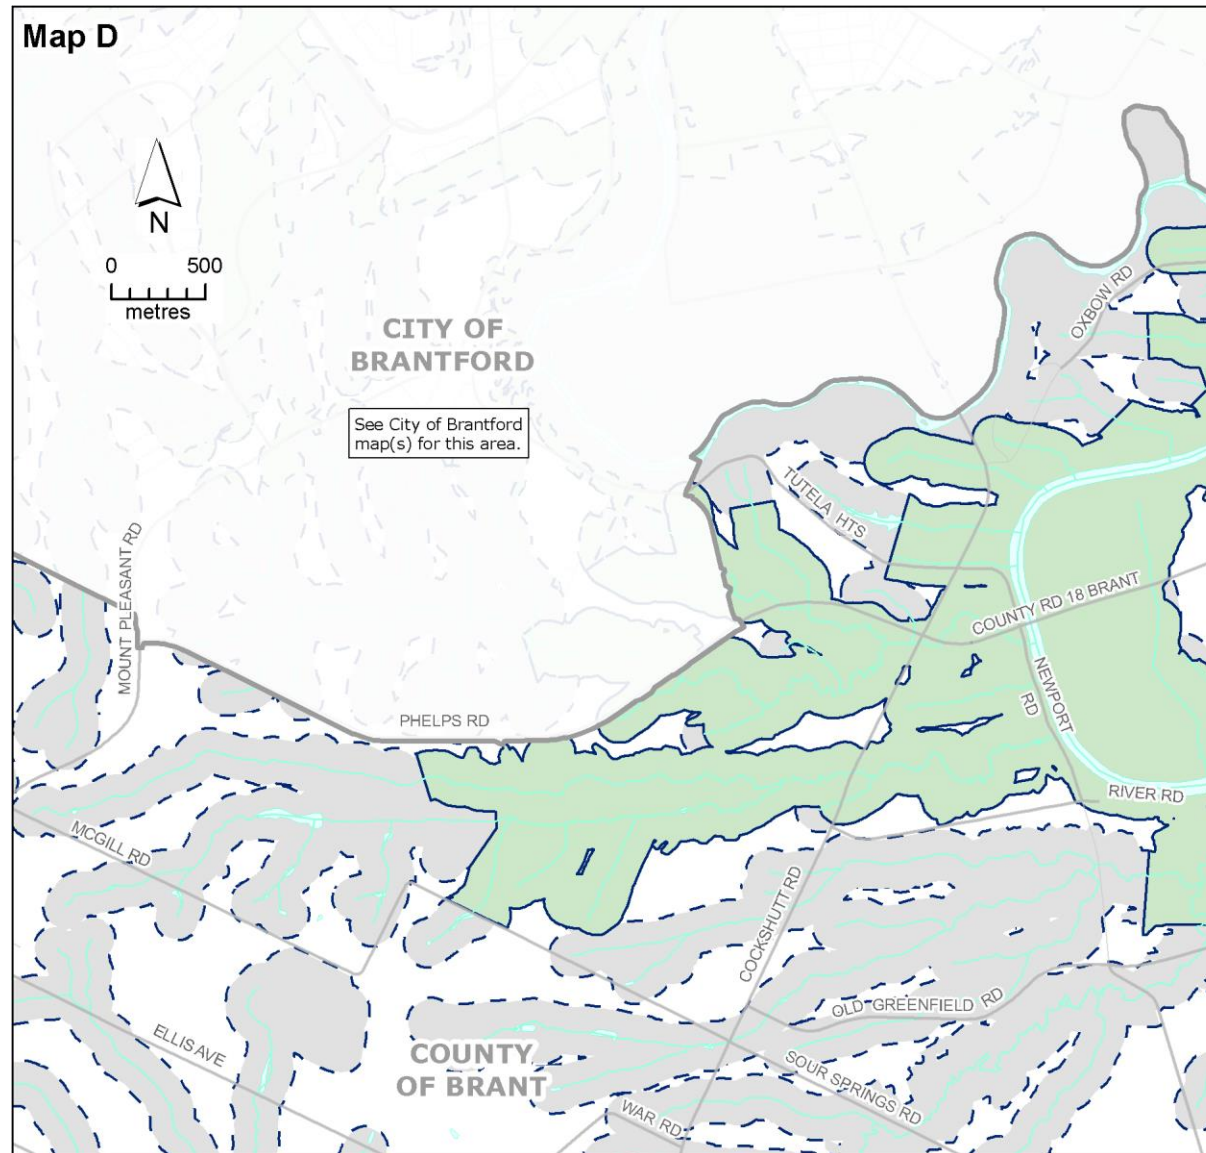 Map D
N
0 500
metres
CITY OF
BRANTFORD
See City of Brantford
map(s) for this area.
OXBOW RD
TUTELA HTS
MOUNT PLEASANT RD
COUNTY RD 18 BRANT
NEWPORT
RD
PHELPS RD
RIVER RD
MCGILL RD
COCKSHUTT RD
OLD GREENFIELD RD
ELLIS AVE
COUNTY
OF BRANT
SOUR SPRINGS RD
WAR RD